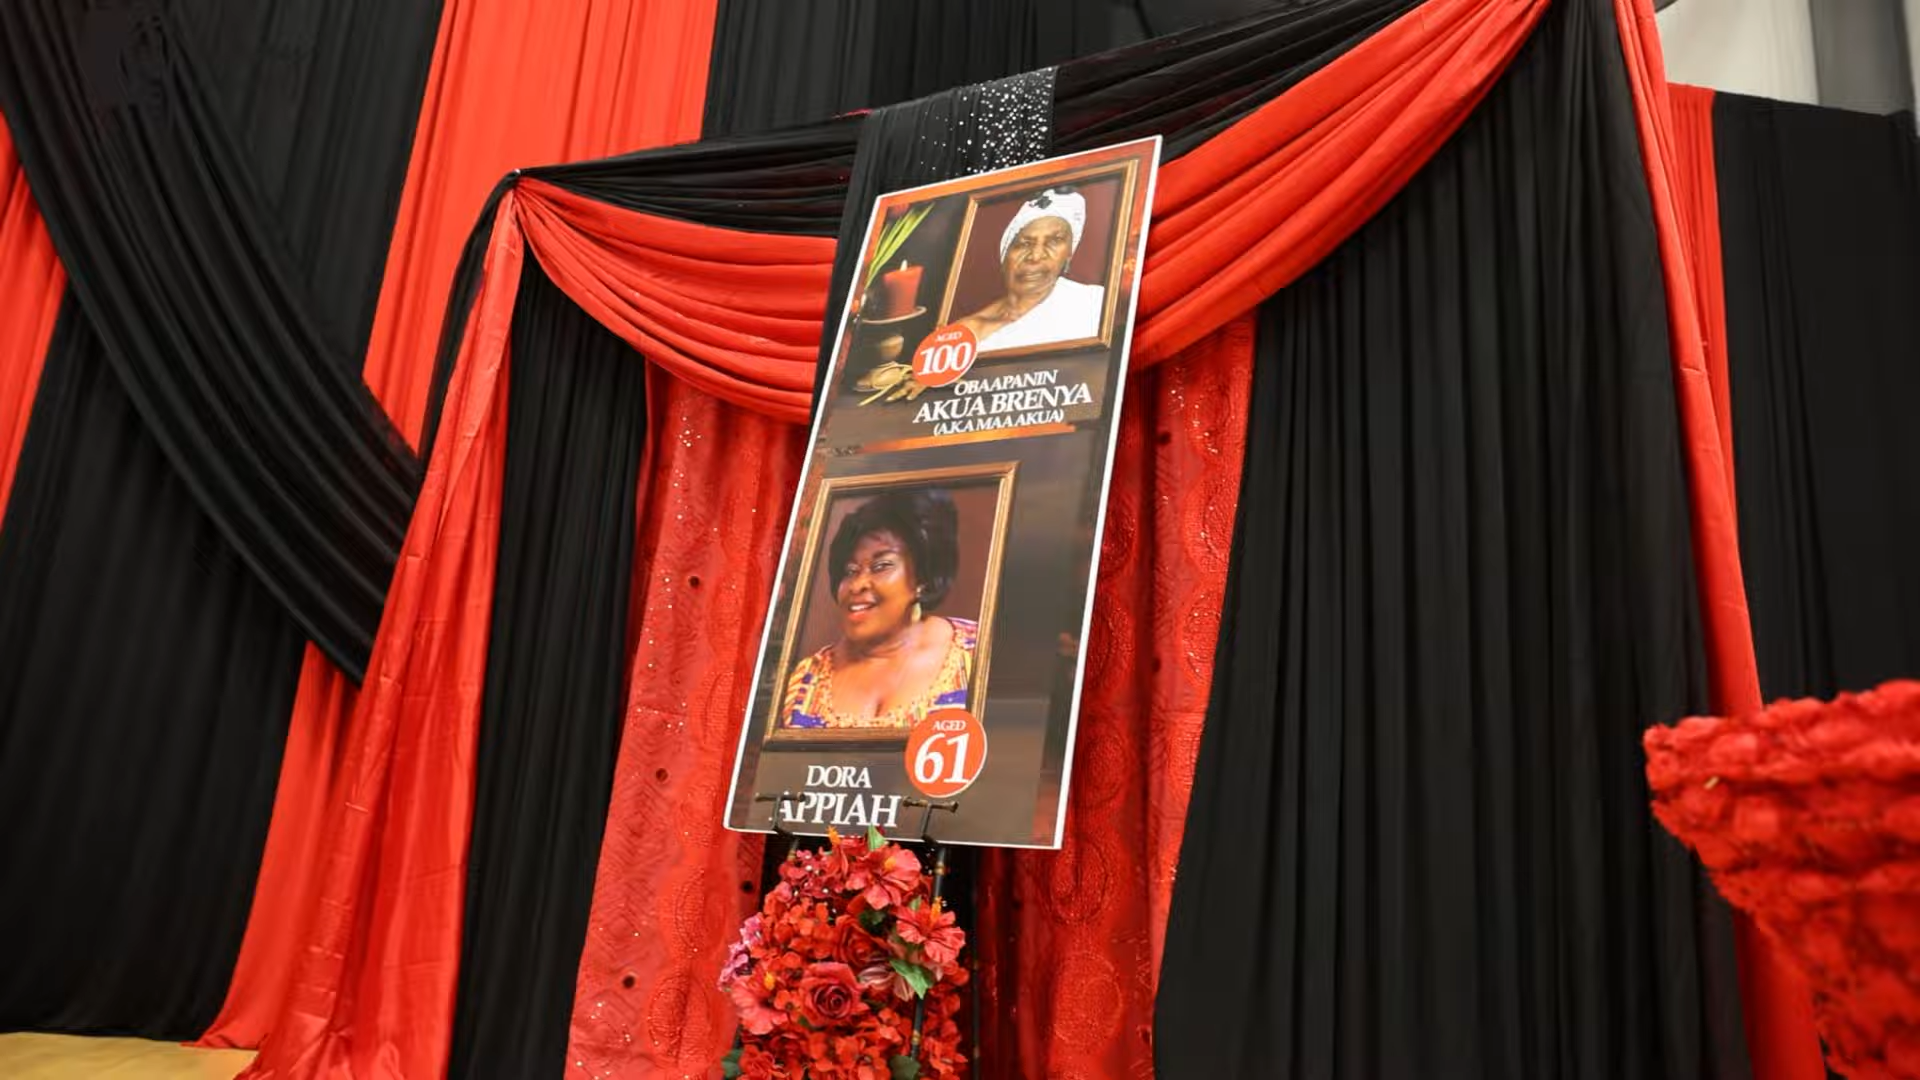 AGED
100
OBAAPANIN
AKUA BRENYA
(A.K.A MAA AKUA)
AGED
61
DORA
APPIAH